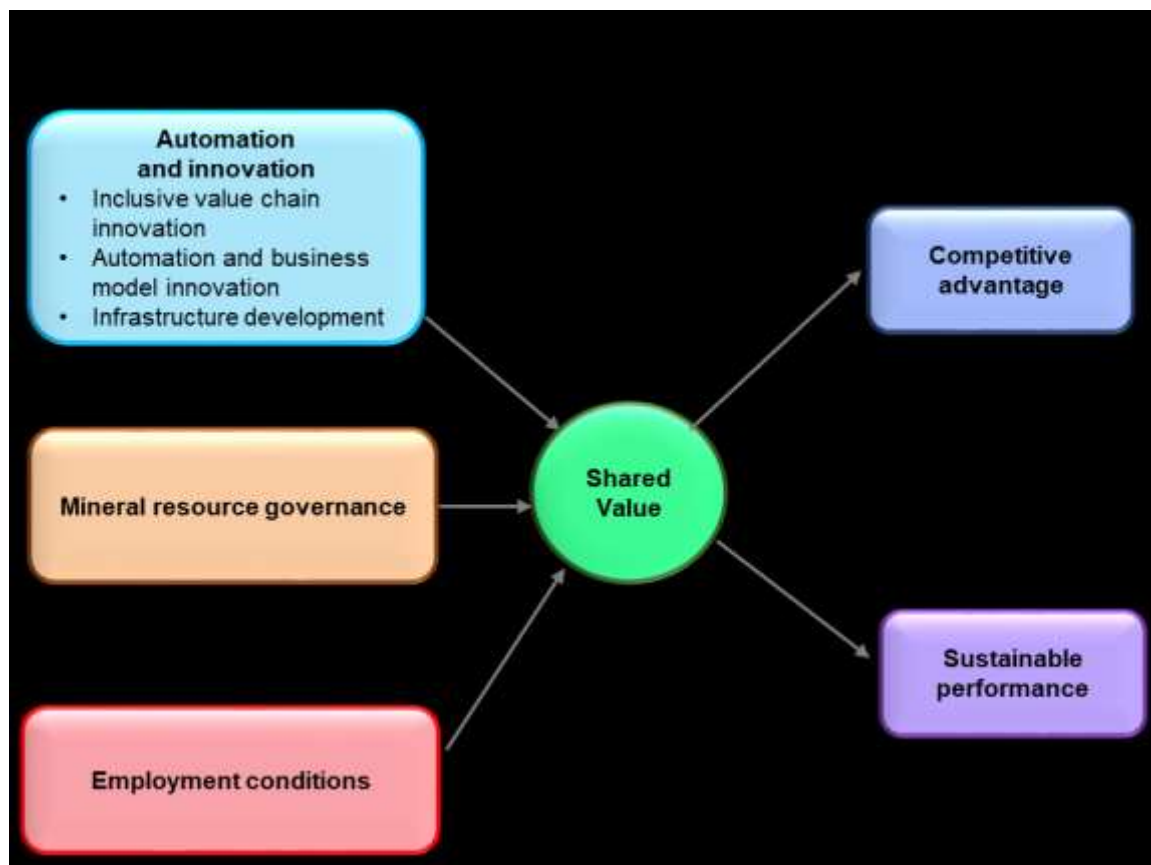 Automation
and innovation
• Inclusive value chain
innovation
• Automation and business
model innovation
• Infrastructure development
Mineral resource governance
Employment conditions
Shared
Value
Competitive
advantage
Sustainable
performance